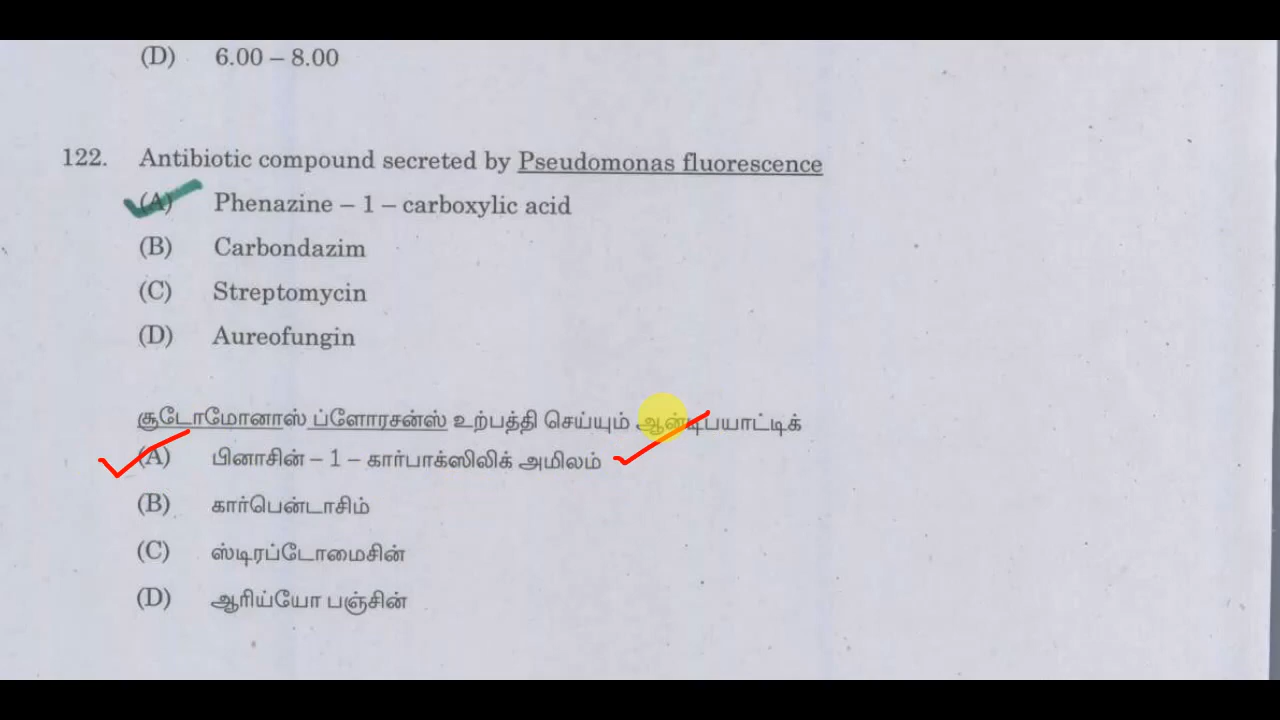 (D) 6.00 – 8.00
122. Antibiotic compound secreted by Pseudomonas fluorescence
(A) Phenazine – 1 – carboxylic acid
(B) Carbondazim
(C) Streptomycin
(D) Aureofungin
சூடோமோனாஸ் ப்ளோரசன்ஸ் உற்பத்தி செய்யும் ஆன்டிபயாட்டிக்
(A) பினாசின் – 1 – கார்பாக்ஸிலிக் அமிலம்
(B) கார்பென்டாசிம்
(C) ஸ்டிரப்டோமைசின்
(D) ஆரிய்யோ பஞ்சின்